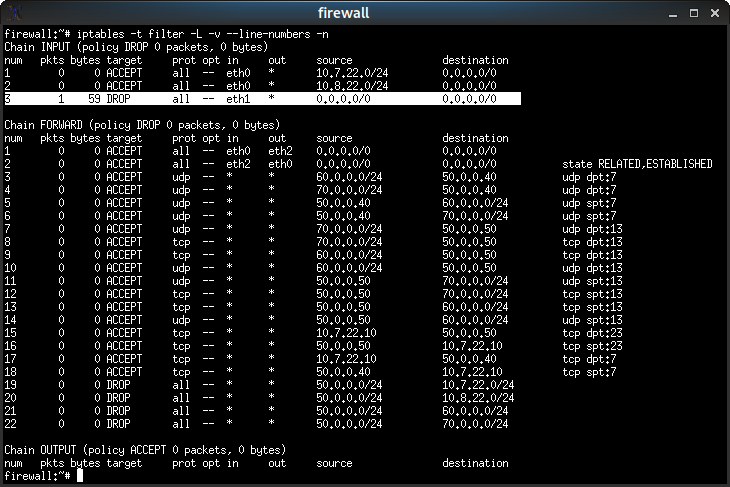 firewall
firewall:~# iptables -t filter -L -v --line-numbers -n
Chain INPUT (policy DROP 0 packets, 0 bytes)
num pkts bytes target prot opt in out source destination
1 0 0 ACCEPT all -- eth0 * 10.7.22.0/24 0.0.0.0/0
2 0 0 ACCEPT all -- eth0 * 10.8.22.0/24 0.0.0.0/0
3 1 59 DROP all -- eth1 * 0.0.0.0/0 0.0.0.0/0
Chain FORWARD (policy DROP 0 packets, 0 bytes)
num pkts bytes target prot opt in out source destination
1 0 0 ACCEPT all -- eth0 eth2 0.0.0.0/0 0.0.0.0/0
2 0 0 ACCEPT all -- eth2 eth0 0.0.0.0/0 0.0.0.0/0 state RELATED,ESTABLISHED
3 0 0 ACCEPT udp -- * * 60.0.0.0/24 50.0.0.40 udp dpt:7
4 0 0 ACCEPT udp -- * * 70.0.0.0/24 50.0.0.40 udp dpt:7
5 0 0 ACCEPT udp -- * * 50.0.0.40 60.0.0.0/24 udp spt:7
6 0 0 ACCEPT udp -- * * 50.0.0.40 70.0.0.0/24 udp spt:7
7 0 0 ACCEPT udp -- * * 70.0.0.0/24 50.0.0.50 udp dpt:13
8 0 0 ACCEPT tcp -- * * 70.0.0.0/24 50.0.0.50 tcp dpt:13
9 0 0 ACCEPT tcp -- * * 60.0.0.0/24 50.0.0.50 tcp dpt:13
10 0 0 ACCEPT udp -- * * 60.0.0.0/24 50.0.0.50 udp dpt:13
11 0 0 ACCEPT udp -- * * 50.0.0.50 70.0.0.0/24 udp spt:13
12 0 0 ACCEPT tcp -- * * 50.0.0.50 70.0.0.0/24 tcp spt:13
13 0 0 ACCEPT tcp -- * * 50.0.0.50 60.0.0.0/24 tcp spt:13
14 0 0 ACCEPT udp -- * * 50.0.0.50 60.0.0.0/24 udp spt:13
15 0 0 ACCEPT tcp -- * * 10.7.22.10 50.0.0.50 tcp dpt:23
16 0 0 ACCEPT tcp -- * * 50.0.0.50 10.7.22.10 tcp spt:23
17 0 0 ACCEPT tcp -- * * 10.7.22.10 50.0.0.40 tcp dpt:7
18 0 0 ACCEPT tcp -- * * 50.0.0.40 10.7.22.10 tcp spt:7
19 0 0 DROP all -- * * 50.0.0.0/24 10.7.22.0/24
20 0 0 DROP all -- * * 50.0.0.0/24 10.8.22.0/24
21 0 0 DROP all -- * * 50.0.0.0/24 60.0.0.0/24
22 0 0 DROP all -- * * 50.0.0.0/24 70.0.0.0/24
Chain OUTPUT (policy ACCEPT 0 packets, 0 bytes)
num pkts bytes target prot opt in out source destination
firewall:~#